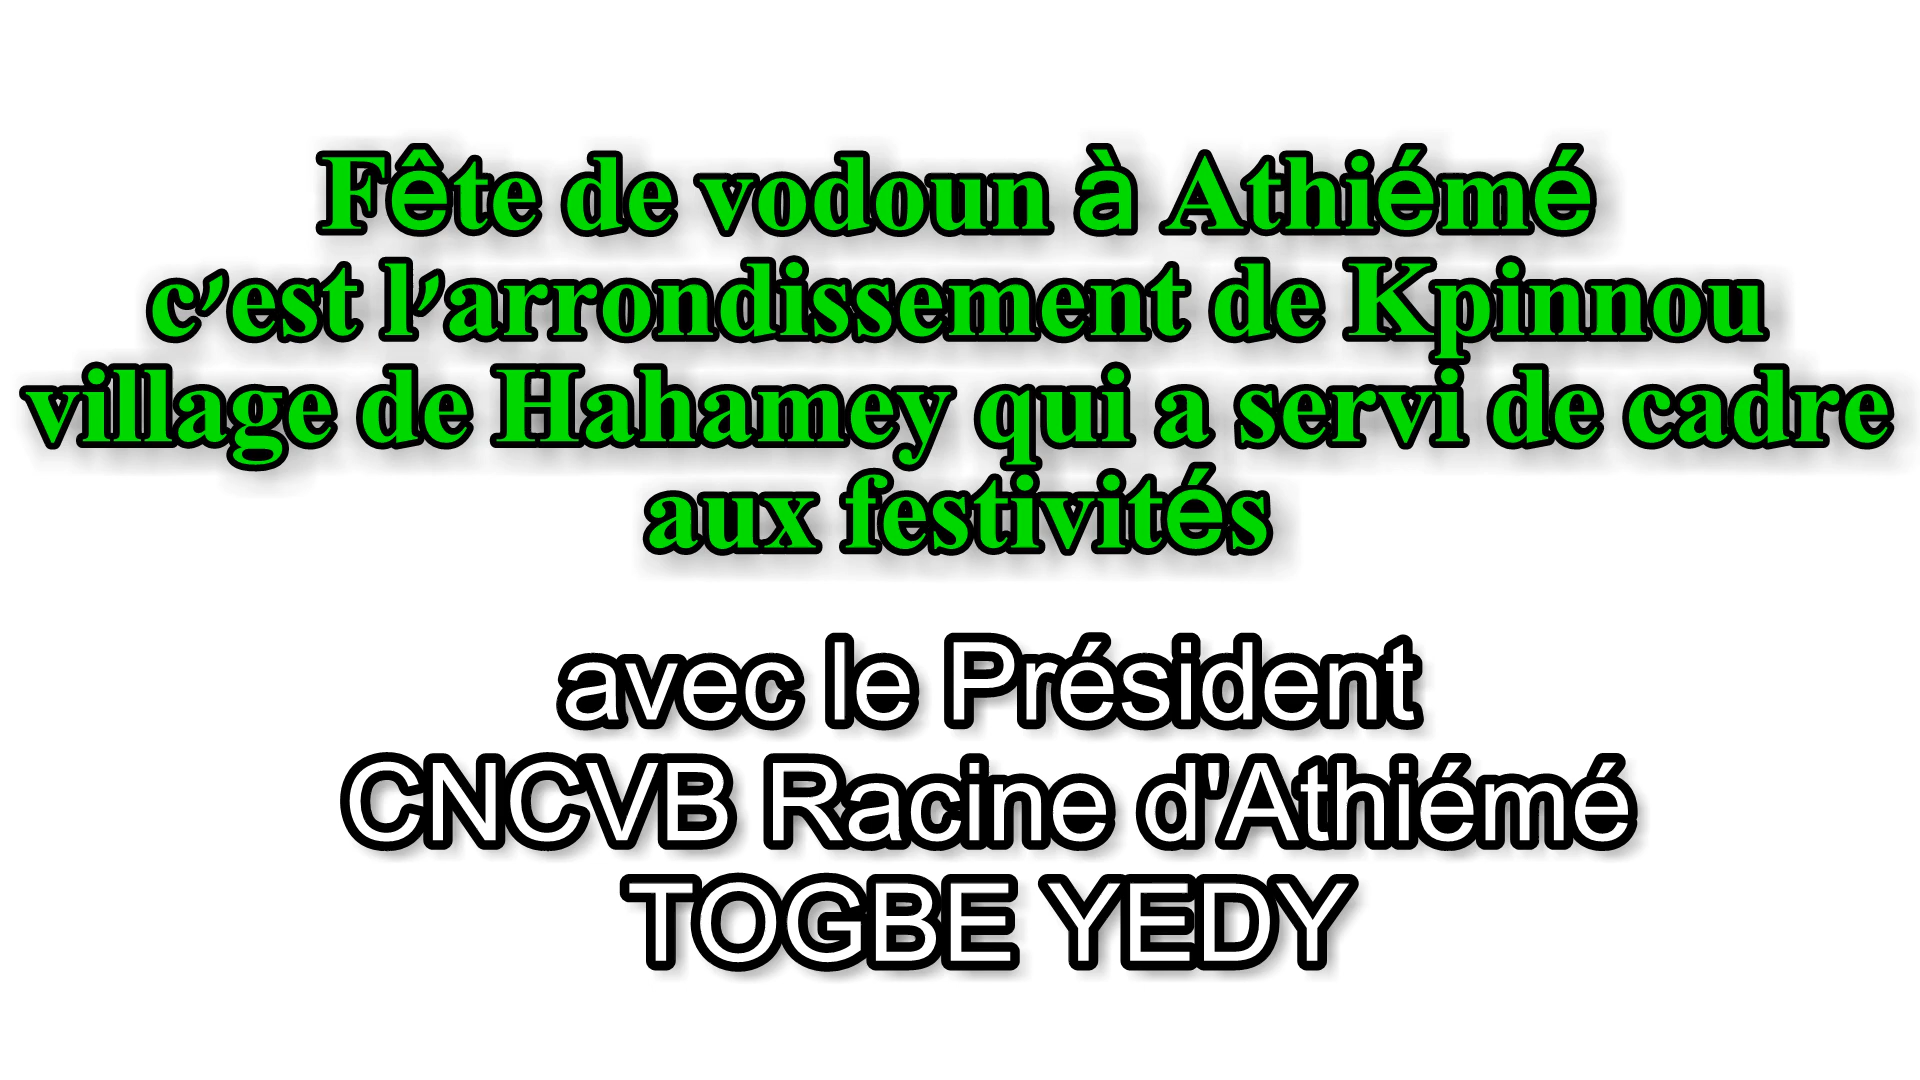 Fête de vodoun à Athiémé
c'est l'arrondissement de Kpinnou
village de Hahamey qui a servi de cadre
aux festivités
avec le Président
CNCVB Racine d'Athiémé
TOGBE YEDY